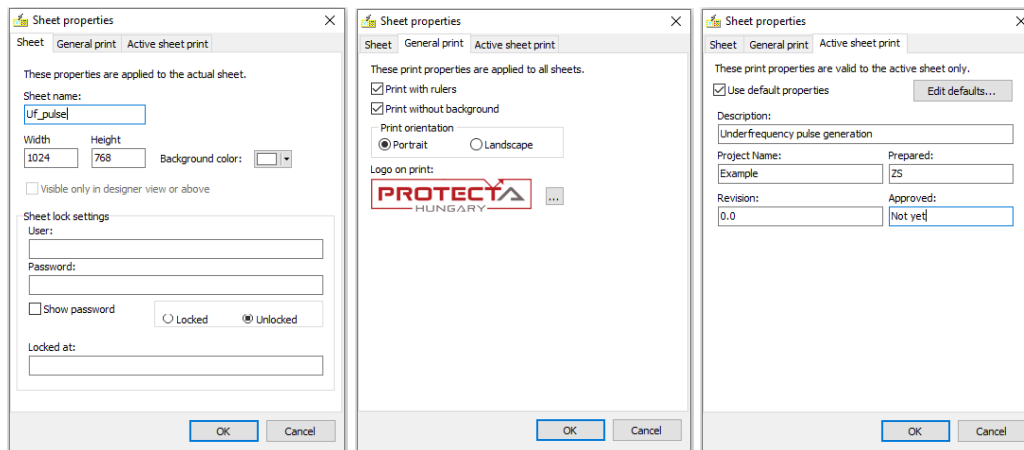 Sheet properties
Sheet General print Active sheet print
These properties are applied to the actual sheet.
Sheet name:
Uf_pulse
Width Height
1024 768 Background color:
Visible only in designer view or above
Sheet lock settings
User:
Password:
Show password
Locked Unlocked
Locked at:
OK Cancel
Sheet properties
Sheet General print Active sheet print
These print properties are applied to all sheets.
Print with rulers
Print without background
Print orientation
Portrait Landscape
Logo on print:
PROTECTA
HUNGARY
...
OK Cancel
Sheet properties
Sheet General print Active sheet print
These print properties are valid to the active sheet only.
Use default properties Edit defaults...
Description:
Underfrequency pulse generation
Project Name: Prepared:
Example ZS
Revision: Approved:
0.0 Not yet
OK Cancel